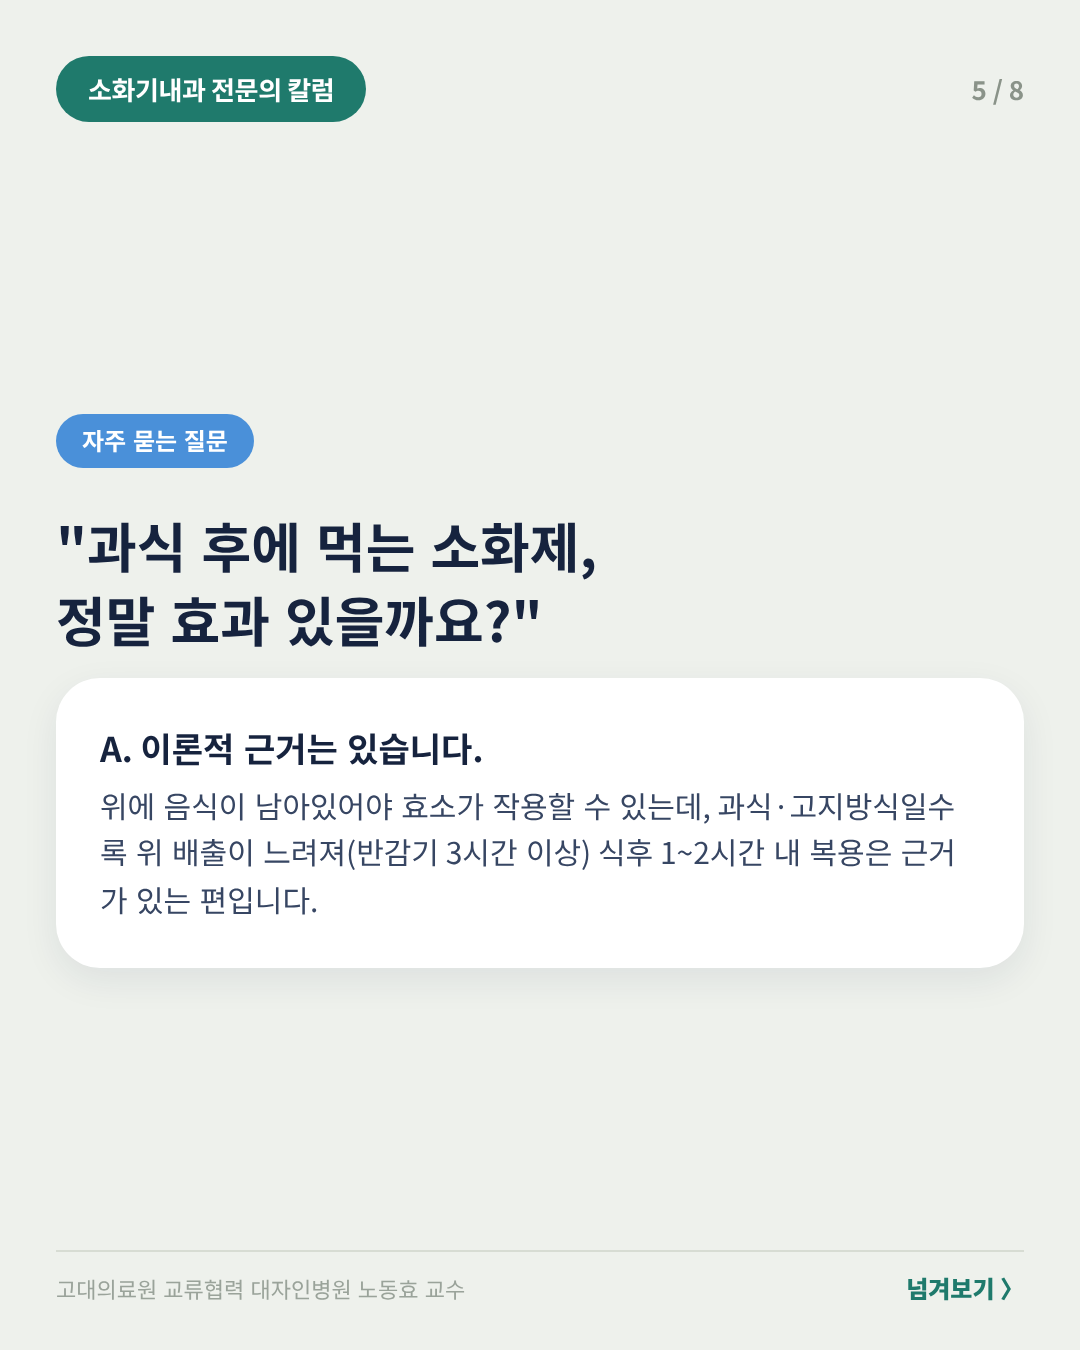 소화기내과 전문의 칼럼
5 / 8
자주 묻는 질문
"과식 후에 먹는 소화제,
정말 효과 있을까요?"
A. 이론적 근거는 있습니다.
위에 음식이 남아있어야 효소가 작용할 수 있는데, 과식·고지방식일수
록 위 배출이 느려져(반감기 3시간 이상) 식후 1~2시간 내 복용은 근거
가 있는 편입니다.
고대의료원 교류협력 대자인병원 노동효 교수
넘겨보기 〉